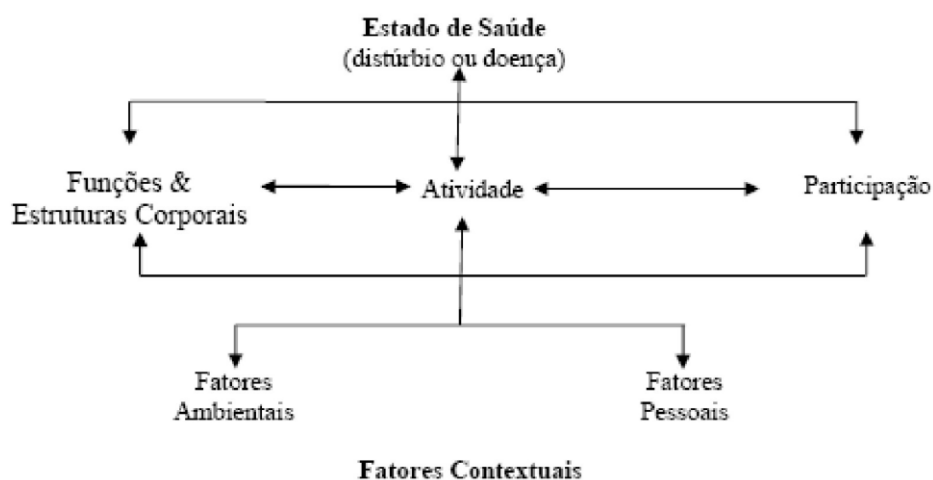 Estado de Saúde
(distúrbio ou doença)
Funções &
Estruturas Corporais
Atividade
Participação
Fatores
Ambientais
Fatores
Pessoais
Fatores Contextuais